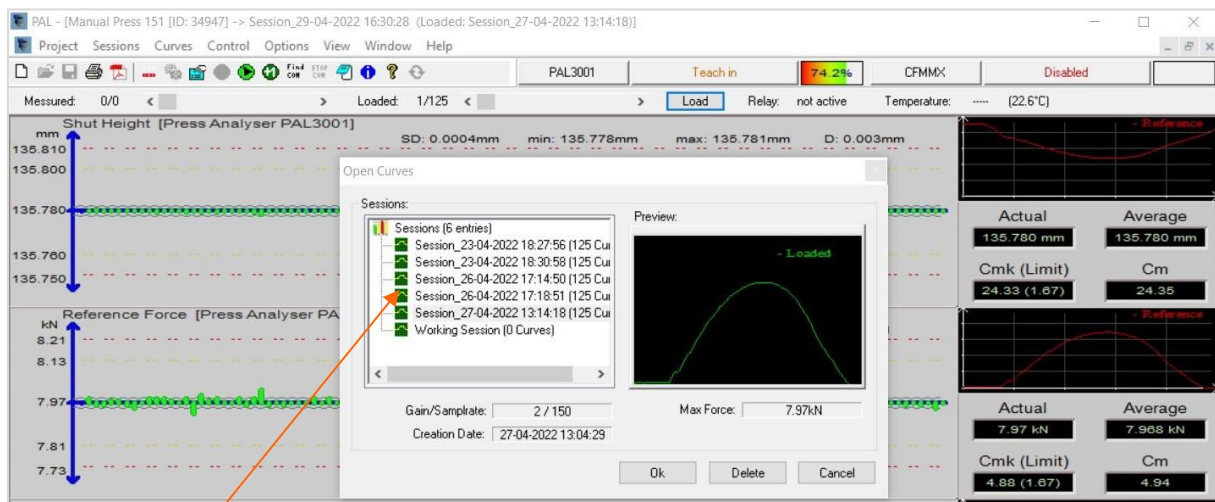 PAL - [Manual Press 151 [ID: 34947] -> Session_29-04-2022 16:30:28 (Loaded: Session_27-04-2022 13:14:18)]
Project Sessions Curves Control Options View Window Help
Find STOP
COM COM
PAL3001 Teach in 74.2% CFMMX Disabled
Messured: 0/0 < > Loaded: 1/125 < > Load Relay: not active Temperature: ----- (22.6°C)
Shut Height [Press Analyser PAL3001]
mm
SD: 0.0004mm min: 135.778mm max: 135.781mm D: 0.003mm
135.810
135.800
135.780
135.760
135.750
- Reference
Actual Average
135.780 mm 135.780 mm
Cmk (Limit) Cm
24.33 (1.67) 24.35
Open Curves
Sessions:
Sessions (6 entries)
Session_23-04-2022 18:27:56 (125 Cur
Session_23-04-2022 18:30:58 (125 Cur
Session_26-04-2022 17:14:50 (125 Cur
Session_26-04-2022 17:18:51 (125 Cur
Session_27-04-2022 13:14:18 (125 Cur
Working Session (0 Curves)
Preview:
- Loaded
Gain/Samplrate: 2 / 150
Creation Date: 27-04-2022 13:04:29
Max Force: 7.97kN
Ok Delete Cancel
Reference Force [Press Analyser PA
kN
8.21
8.13
7.97
7.81
7.73
- Reference
Actual Average
7.97 kN 7.968 kN
Cmk (Limit) Cm
4.88 (1.67) 4.94